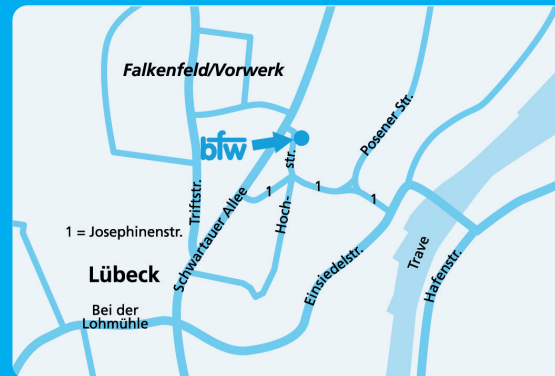 Falkenfeld/Vorwerk
bfw
Posener Str.
Hoch-
str.
1
1
1
Triftstr.
Schwartauer Allee
1 = Josephinenstr.
Lübeck
Bei der
Lohmühle
Einsiedelstr.
Trave
Hafenstr.